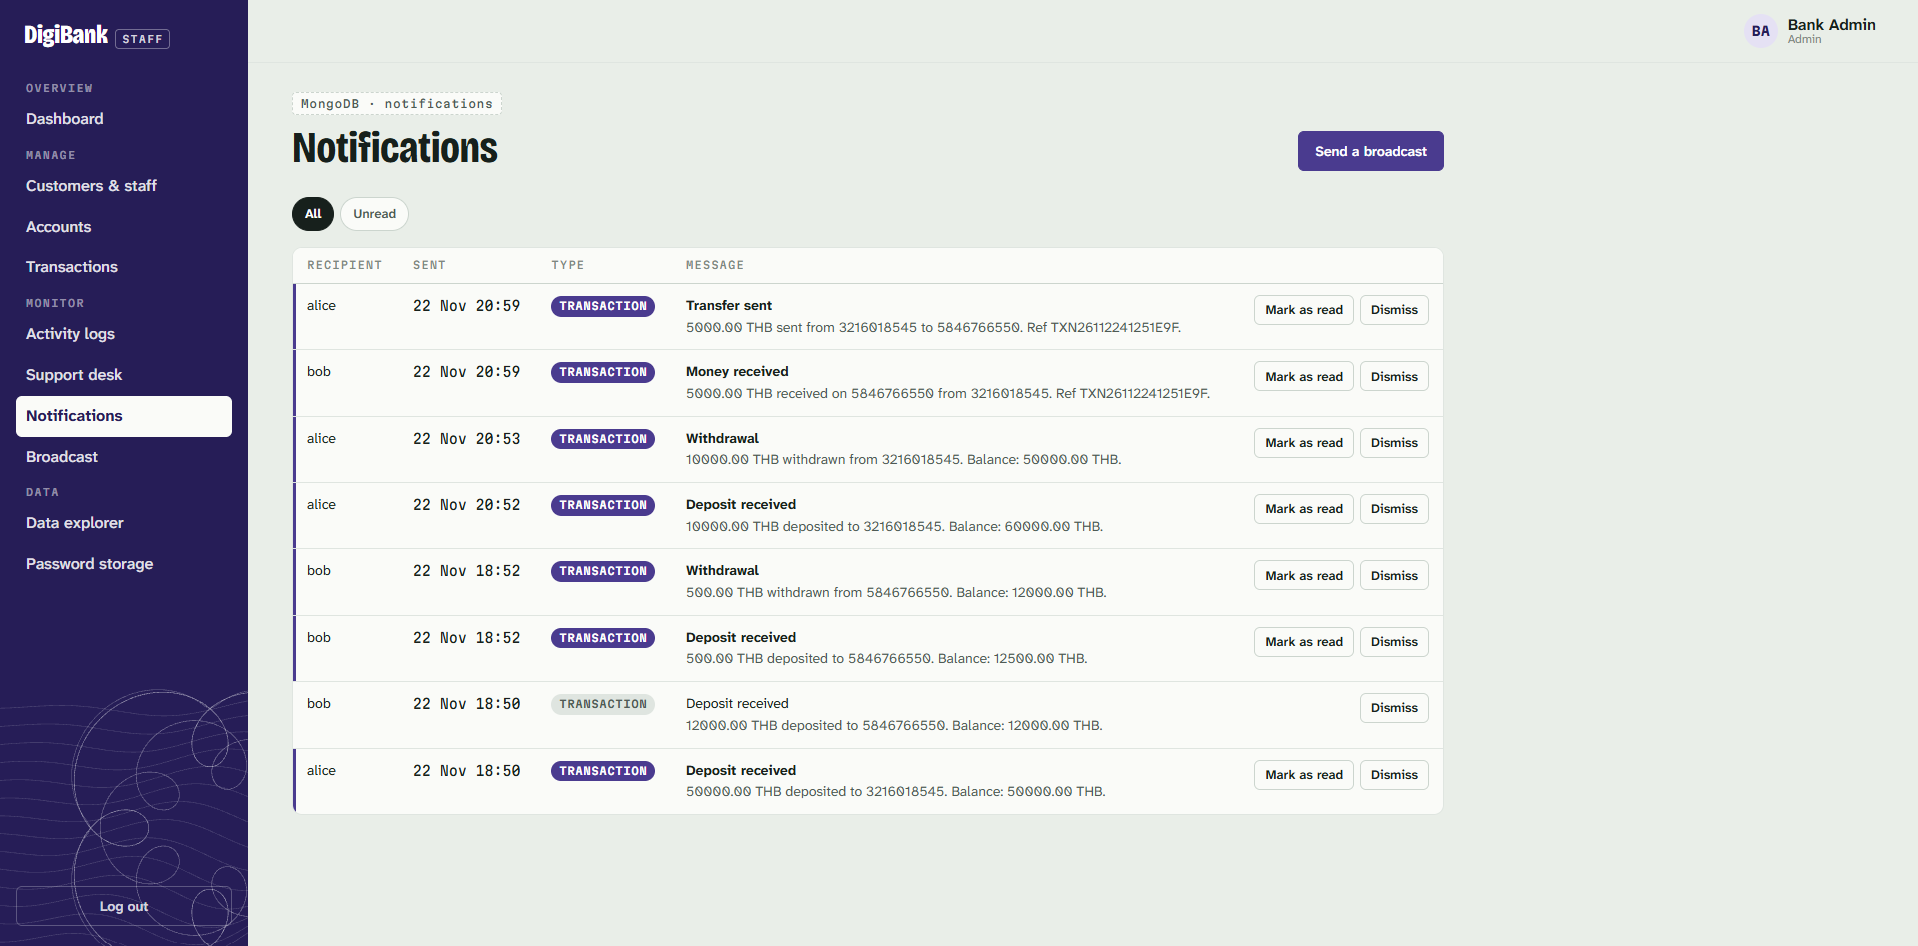 DigiBank STAFF
BA
Bank Admin
Admin
OVERVIEW
Dashboard
MANAGE
Customers & staff
Accounts
Transactions
MONITOR
Activity logs
Support desk
Notifications
Broadcast
DATA
Data explorer
Password storage
Log out
MongoDB · notifications
Notifications
Send a broadcast
All
Unread
RECIPIENT SENT TYPE MESSAGE
alice 22 Nov 20:59 TRANSACTION Transfer sent Mark as read Dismiss
5000.00 THB sent from 3216018545 to 5846766550. Ref TXN26112241251E9F.
bob 22 Nov 20:59 TRANSACTION Money received Mark as read Dismiss
5000.00 THB received on 5846766550 from 3216018545. Ref TXN26112241251E9F.
alice 22 Nov 20:53 TRANSACTION Withdrawal Mark as read Dismiss
10000.00 THB withdrawn from 3216018545. Balance: 50000.00 THB.
alice 22 Nov 20:52 TRANSACTION Deposit received Mark as read Dismiss
10000.00 THB deposited to 3216018545. Balance: 60000.00 THB.
bob 22 Nov 18:52 TRANSACTION Withdrawal Mark as read Dismiss
500.00 THB withdrawn from 5846766550. Balance: 12000.00 THB.
bob 22 Nov 18:52 TRANSACTION Deposit received Mark as read Dismiss
500.00 THB deposited to 5846766550. Balance: 12500.00 THB.
bob 22 Nov 18:50 TRANSACTION Deposit received Dismiss
12000.00 THB deposited to 5846766550. Balance: 12000.00 THB.
alice 22 Nov 18:50 TRANSACTION Deposit received Mark as read Dismiss
50000.00 THB deposited to 3216018545. Balance: 50000.00 THB.